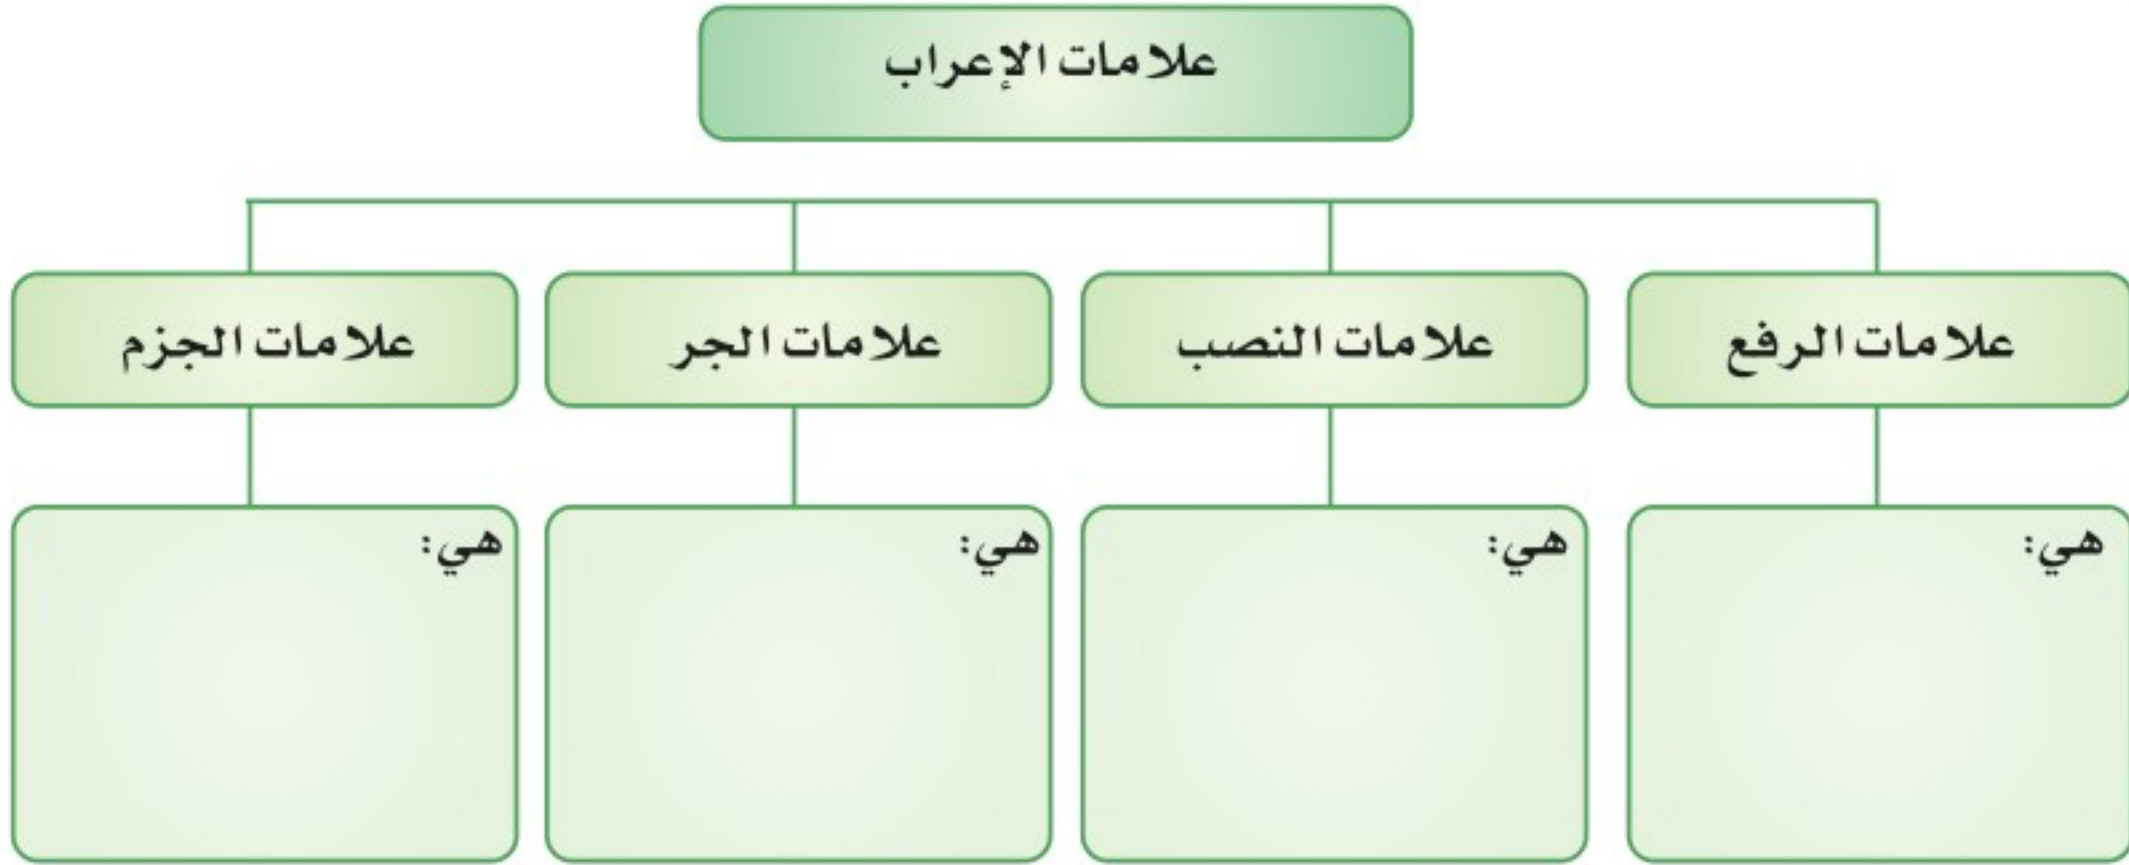 علامات الإعراب
علامات الرفع
علامات النصب
علامات الجر
علامات الجزم
هي:
هي:
هي:
هي: